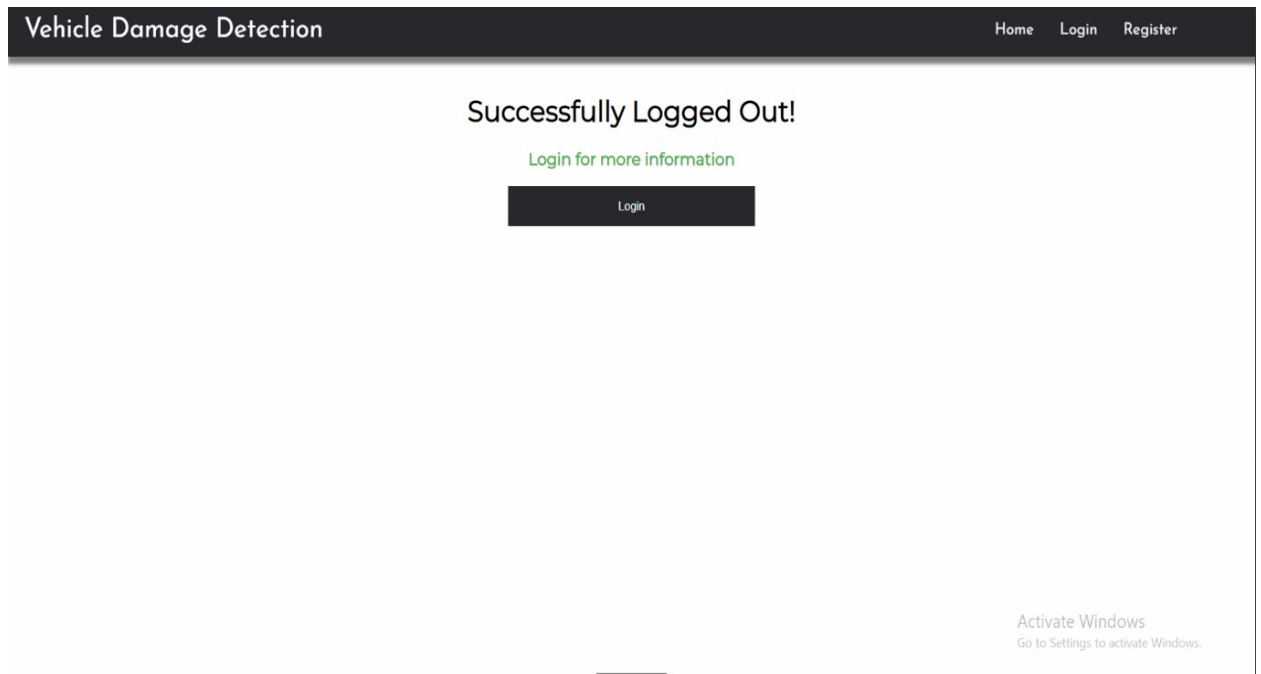 Vehicle Damage Detection
Home Login Register
Successfully Logged Out!
Login for more information
Login
Activate Windows
Go to Settings to activate Windows.